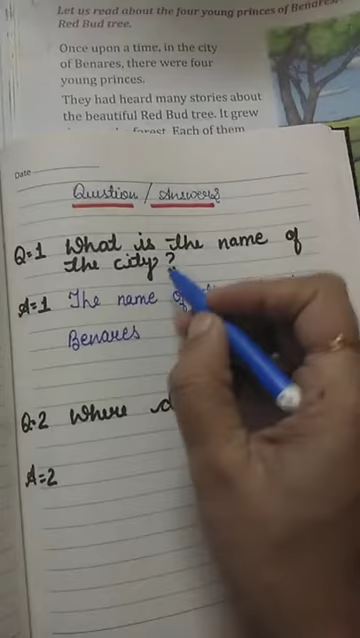 Let us read about the four young princes of Benares
Red Bud tree.
Once upon a time, in the city
of Benares, there were four
young princes.
They had heard many stories about
the beautiful Red Bud tree. It grew
forest. Each of them
Date
Question / Answers
Q=1 What is the name of
the city?
A=1 The name of
Benares
Q=2 Where
A=2